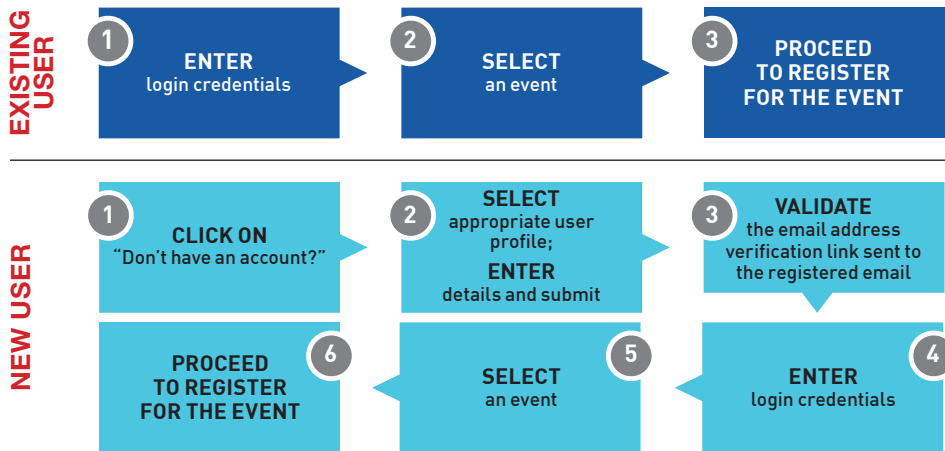 EXISTING
USER
1
ENTER
login credentials
2
SELECT
an event
3
PROCEED
TO REGISTER
FOR THE EVENT
NEW USER
1
CLICK ON
“Don’t have an account?”
2
SELECT
appropriate user
profile;
ENTER
details and submit
3
VALIDATE
the email address
verification link sent to
the registered email
4
ENTER
login credentials
5
SELECT
an event
6
PROCEED
TO REGISTER
FOR THE EVENT